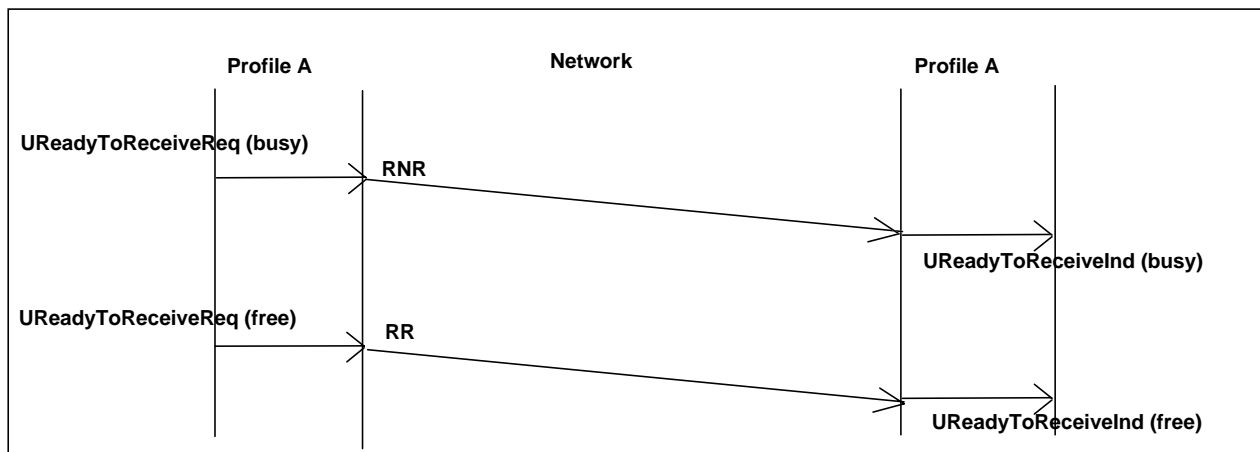 Profile A
Network
Profile A
UReadyToReceiveReq (busy)
RNR
UReadyToReceiveInd (busy)
UReadyToReceiveReq (free)
RR
UReadyToReceiveInd (free)